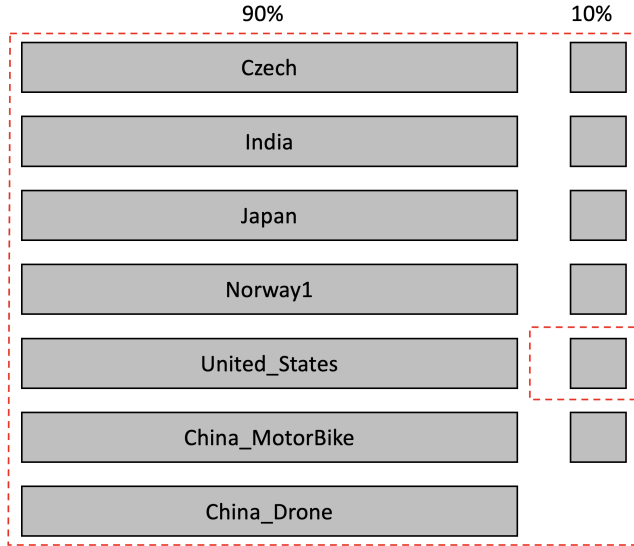 90% 10%
Czech
India
Japan
Norway1
United_States
China_MotorBike
China_Drone